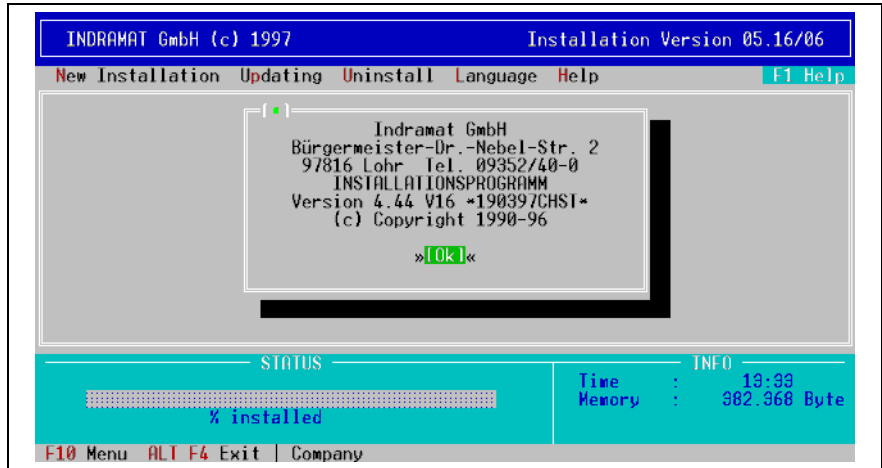 INDRAMAT GmbH (c) 1997 Installation Version 05.16/06
New Installation Updating Uninstall Language Help F1 Help
Indramat GmbH
Bürgermeister-Dr.-Nebel-Str. 2
97816 Lohr Tel. 09352/40-0
INSTALLATIONSPROGRAMM
Version 4.44 V16 *190397CHST*
(c) Copyright 1990-96
»[Ok]«
STATUS INFO
Time : 13:33
Memory : 382.368 Byte
% installed
F10 Menu ALT F4 Exit | Company